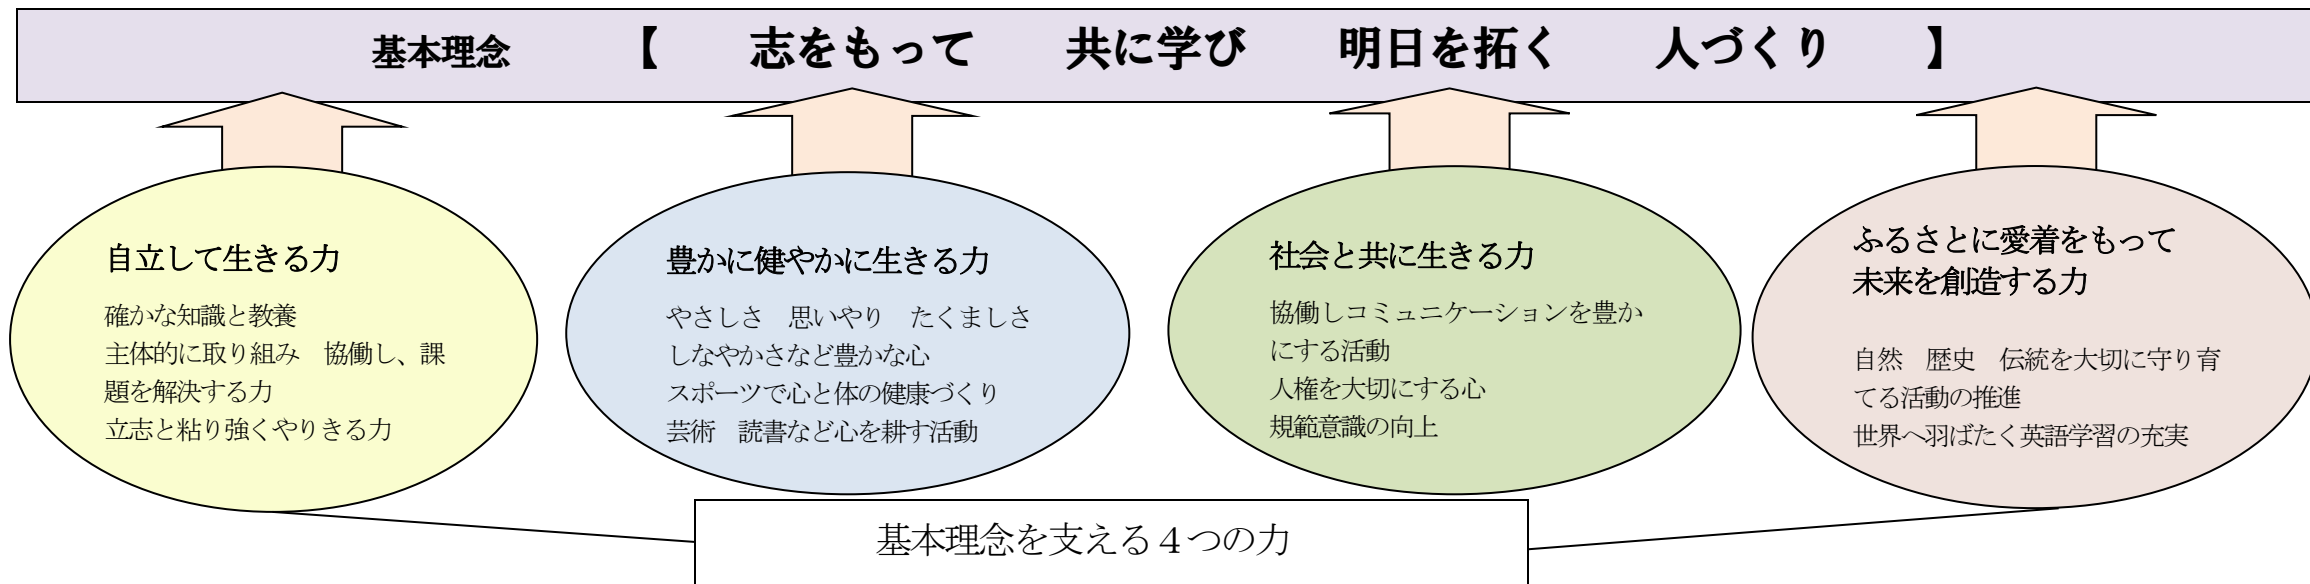 基本理念　【　志をもって　共に学び　明日を拓く　人づくり　】
自立して生きる力
確かな知識と教養
主体的に取り組み　協働し、課
題を解決する力
立志と粘り強くやりきる力
豊かに健やかに生きる力
やさしさ　思いやり　たくましさ
しなやかさなど豊かな心
スポーツで心と体の健康づくり
芸術　読書など心を耕す活動
社会と共に生きる力
協働しコミュニケーションを豊か
にする活動
人権を大切にする心
規範意識の向上
ふるさとに愛着をもって
未来を創造する力
自然　歴史　伝統を大切に守り育
てる活動の推進
世界へ羽ばたく英語学習の充実
基本理念を支える４つの力